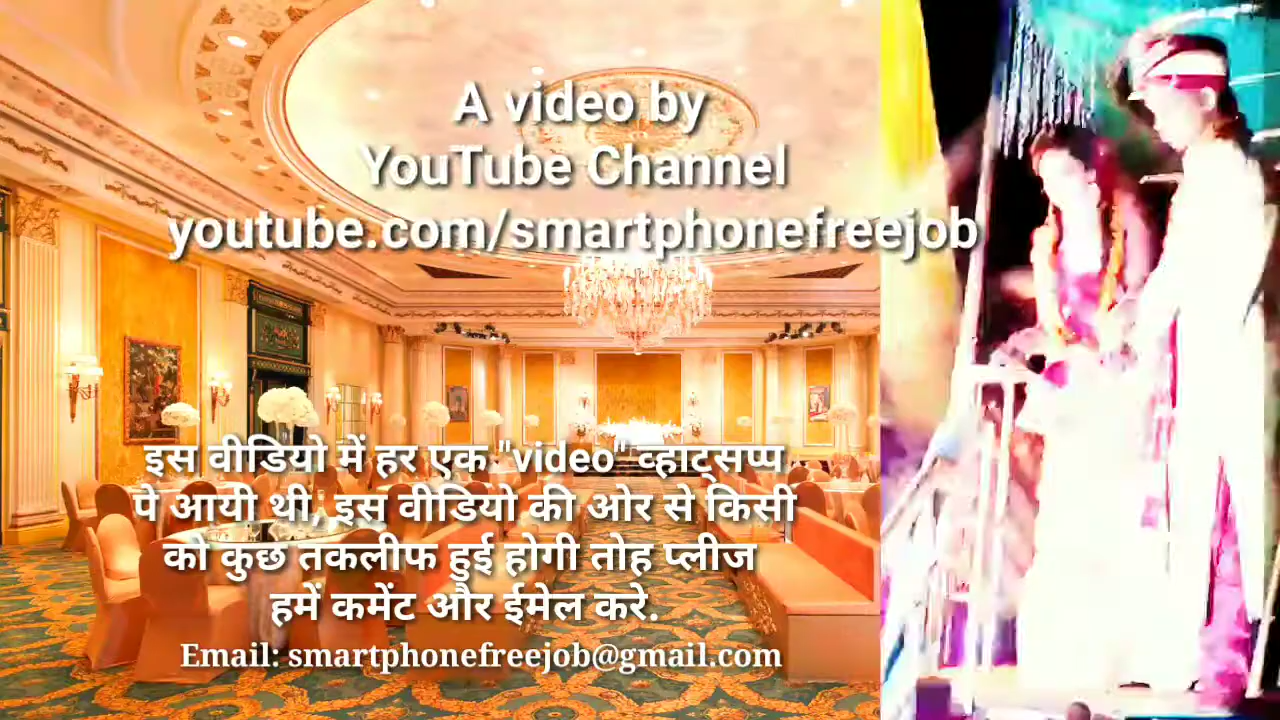 A video by
YouTube Channel
youtube.com/smartphonefreejob
इस वीडियो में हर एक "video" व्हाट्सप्प
पे आयी थी, इस वीडियो की ओर से किसी
को कुछ तकलीफ हुई होगी तोह प्लीज
हमें कमेंट और ईमेल करे.
Email: smartphonefreejob@gmail.com